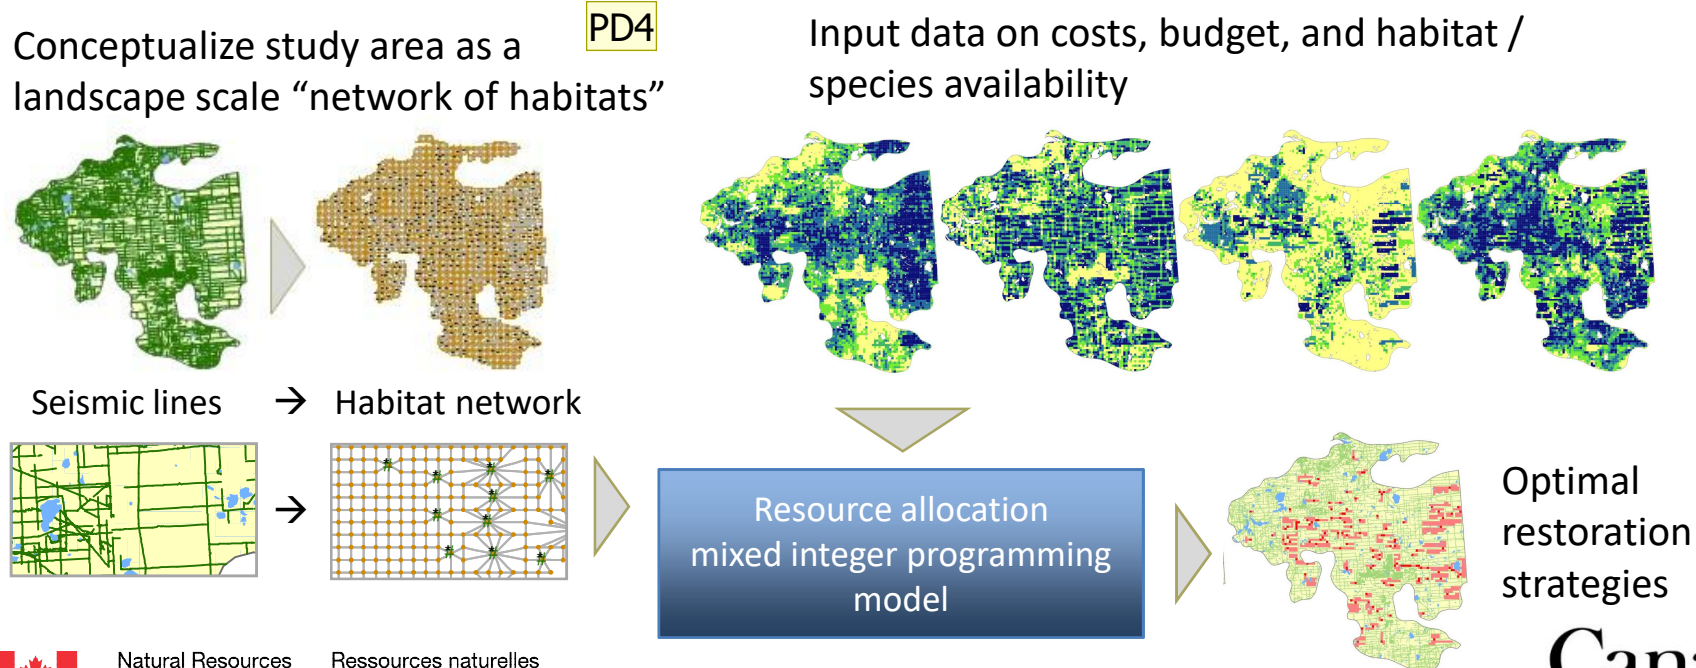 PD4
Conceptualize study area as a
landscape scale “network of habitats”
Input data on costs, budget, and habitat /
species availability
Seismic lines → Habitat network
→
Resource allocation
mixed integer programming
model
Optimal
restoration
strategies
Natural Resources
Ressources naturelles
Cana